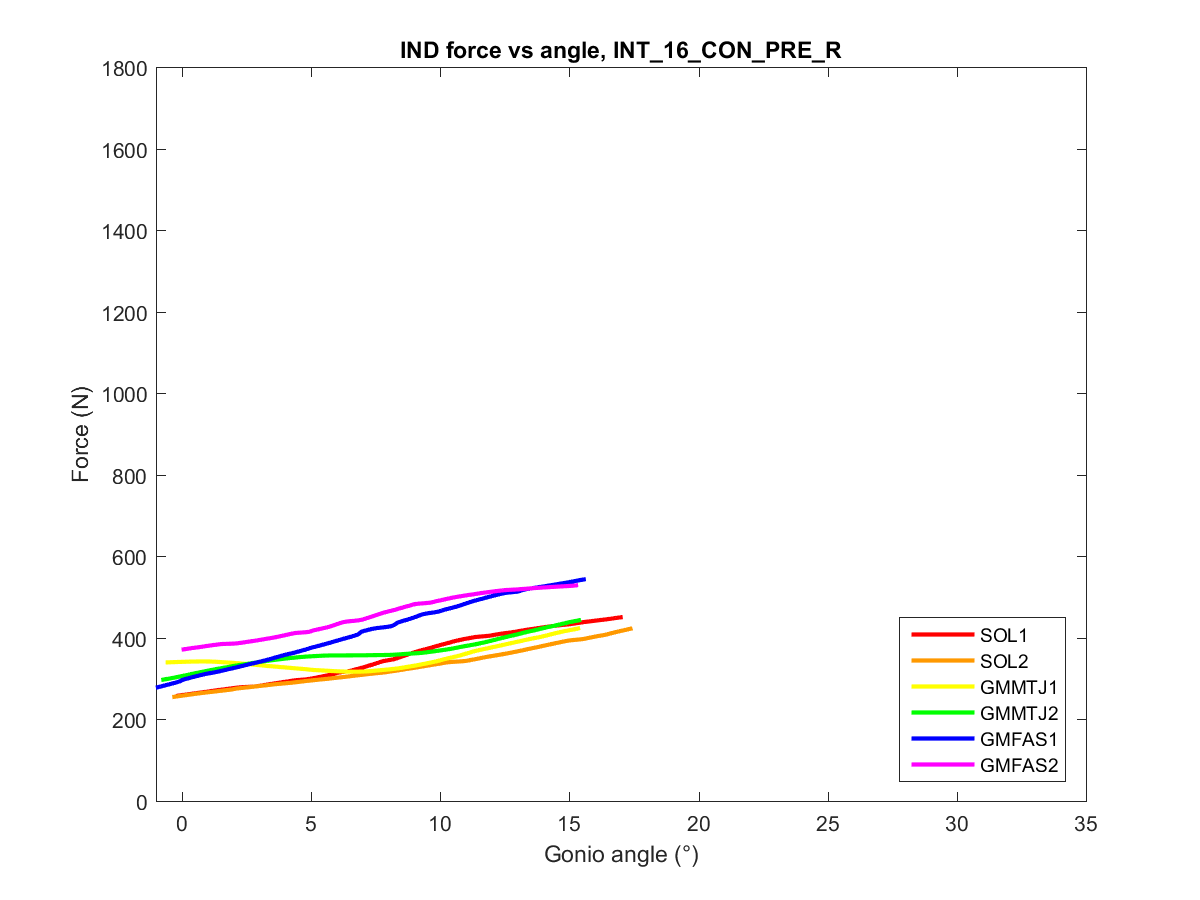 IND force vs angle, INT_16_CON_PRE_R
1800
1600
1400
1200
1000
800
600
400
200
0
Force (N)
0 5 10 15 20 25 30 35
Gonio angle (°)
SOL1
SOL2
GMMTJ1
GMMTJ2
GMFAS1
GMFAS2